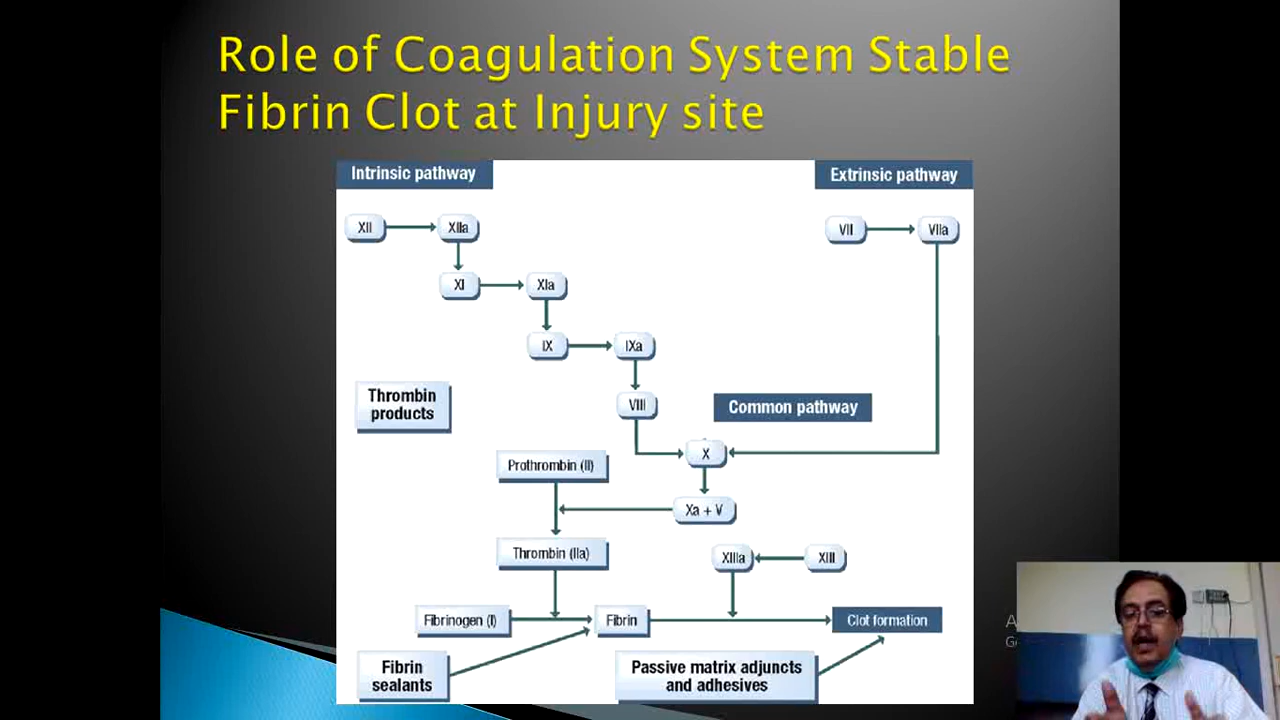 Role of Coagulation System Stable
Fibrin Clot at Injury site
Intrinsic pathway
Extrinsic pathway
XII
XIIa
VII
VIIa
XI
XIa
IX
IXa
Thrombin
products
VIII
Common pathway
X
Prothrombin (II)
Xa + V
Thrombin (IIa)
XIIIa
XIII
Fibrinogen (I)
Fibrin
Clot formation
Fibrin
sealants
Passive matrix adjuncts
and adhesives